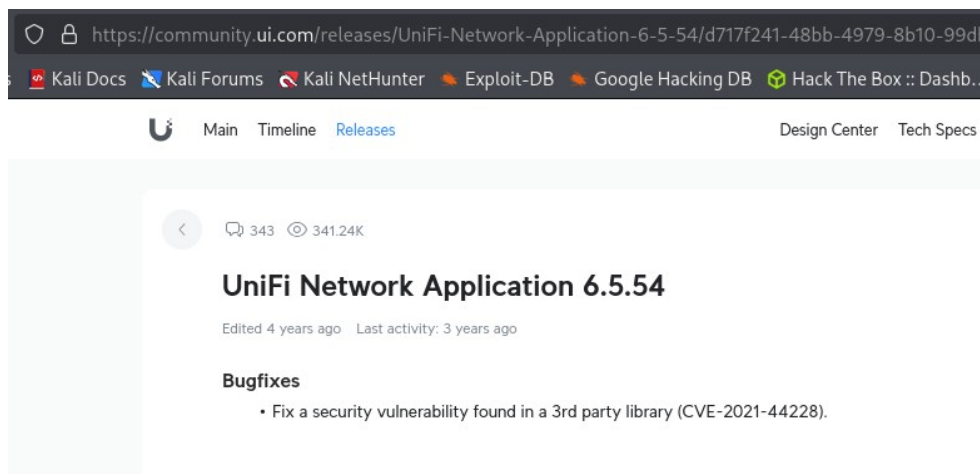 https://community.ui.com/releases/UniFi-Network-Application-6-5-54/d717f241-48bb-4979-8b10-99d
Kali Docs Kali Forums Kali NetHunter Exploit-DB Google Hacking DB Hack The Box :: Dashb...
Main Timeline Releases Design Center Tech Specs
343 341.24K
UniFi Network Application 6.5.54
Edited 4 years ago Last activity: 3 years ago
Bugfixes
• Fix a security vulnerability found in a 3rd party library (CVE-2021-44228).